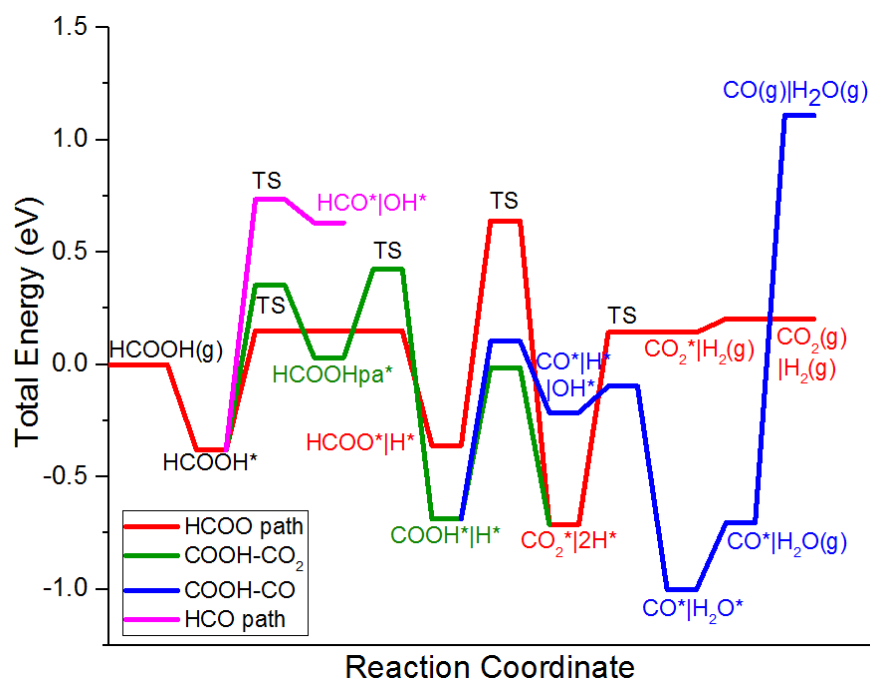 1.5
1.0
0.5
0.0
-0.5
-1.0
Total Energy (eV)
Reaction Coordinate
CO(g)|H₂O(g)
TS
HCO*|OH*
TS
TS
TS
TS
HCOOH(g)
HCOOHpa*
CO*|H*
|OH*
CO₂*|H₂(g)
CO₂(g)
|H₂(g)
HCOOH*
HCOO*|H*
COOH*|H*
CO₂*|2H*
CO*|H₂O(g)
CO*|H₂O*
HCOO path
COOH-CO₂
COOH-CO
HCO path